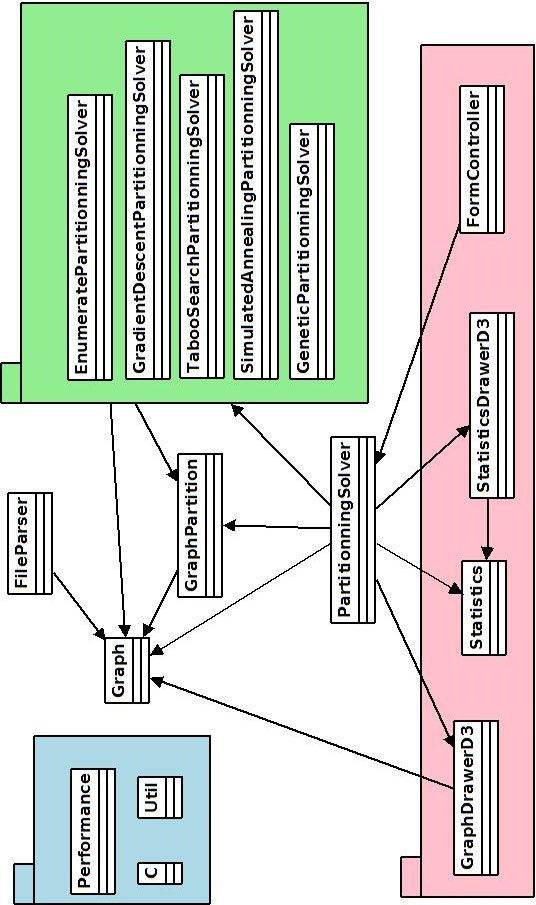 FileParser
EnumeratePartitionningSolver
GradientDescentPartitionningSolver
TabooSearchPartitionningSolver
SimulatedAnnealingPartitionningSolver
GeneticPartitionningSolver
Performance
Util
C
Graph
GraphPartition
PartitionningSolver
GraphDrawerD3
Statistics
StatisticsDrawerD3
FormController